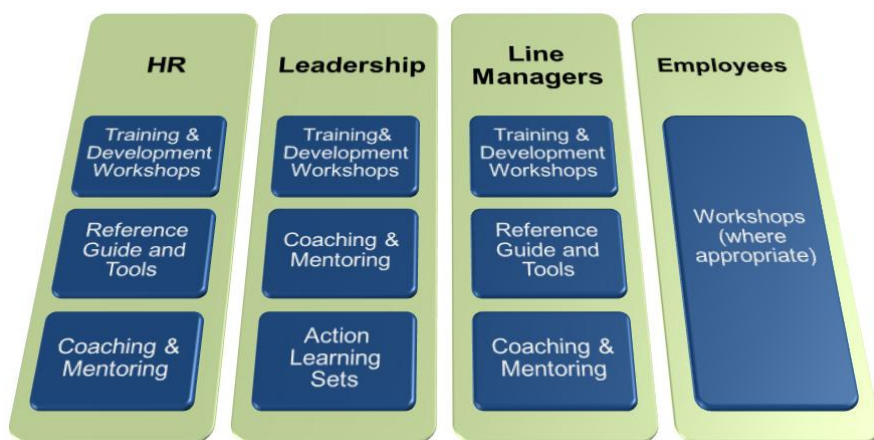 HR
Training &
Development
Workshops
Reference
Guide and
Tools
Coaching &
Mentoring
Leadership
Training&
Development
Workshops
Coaching &
Mentoring
Action
Learning
Sets
Line
Managers
Training &
Development
Workshops
Reference
Guide and
Tools
Coaching &
Mentoring
Employees
Workshops
(where
appropriate)